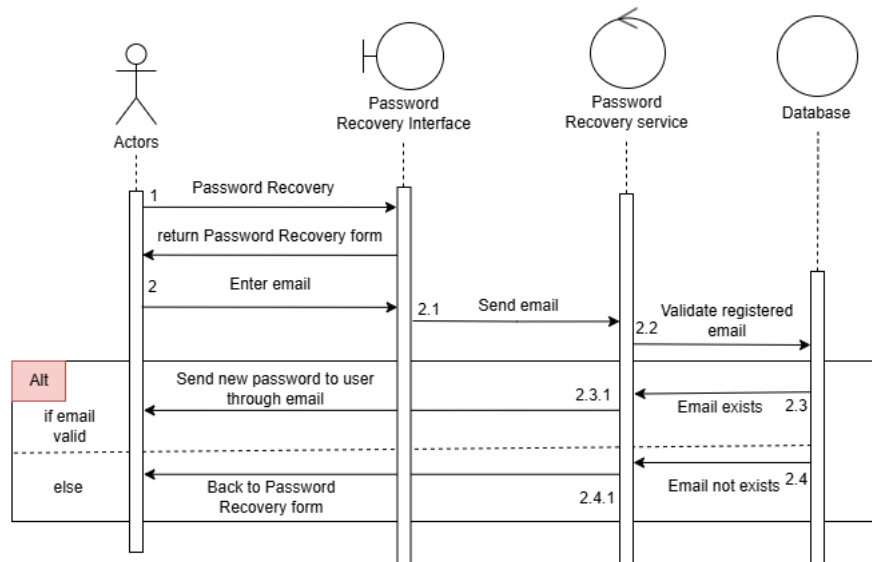 Actors
Password
Recovery Interface
Password
Recovery service
Database
1
Password Recovery
return Password Recovery form
2
Enter email
2.1
Send email
2.2
Validate registered
email
Alt
if email
valid
Send new password to user
through email
2.3.1
Email exists
2.3
else
Back to Password
Recovery form
2.4.1
Email not exists
2.4